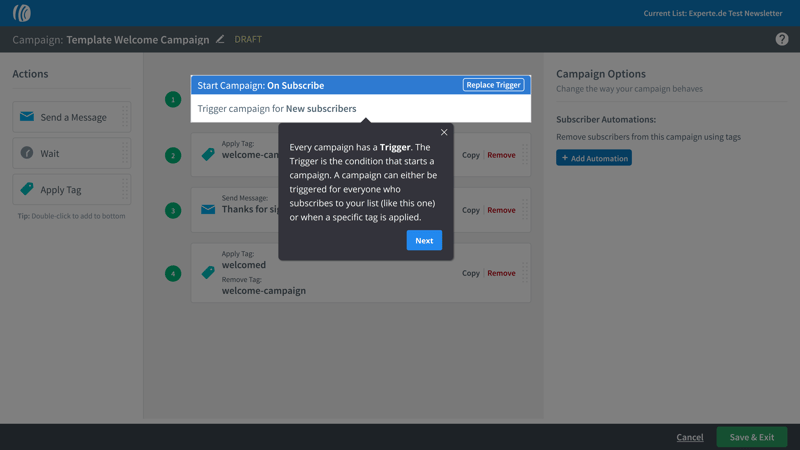 Current List: Experte.de Test Newsletter
Campaign: Template Welcome Campaign DRAFT
?
Actions
Send a Message
Wait
Apply Tag
Tip: Double-click to add to bottom
1
Start Campaign: On Subscribe
Replace Trigger
Trigger campaign for New subscribers
Every campaign has a Trigger. The
Trigger is the condition that starts a
campaign. A campaign can either be
triggered for everyone who
subscribes to your list (like this one)
or when a specific tag is applied.
Next
2
Apply Tag:
Copy Remove
3
Send Message:
Thanks for
Copy Remove
4
Apply Tag:
welcomed
Remove Tag:
welcome-campaign
Copy Remove
Campaign Options
Change the way your campaign behaves
Subscriber Automations:
Remove subscribers from this campaign using tags
+ Add Automation
Cancel
Save & Exit